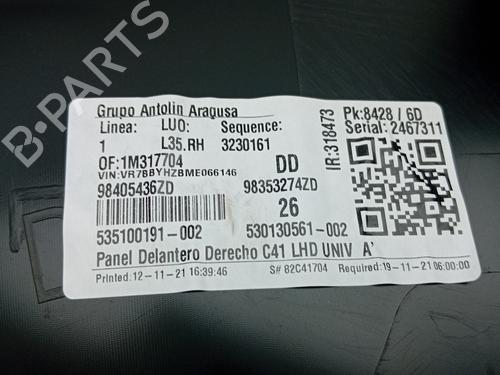 Grupo Antolin Aragusa
Pk:8428 / 6D
Linea: LUO: Sequence:
Serial: 2467311
1 L35.RH 3230161
IR:318473
OF:1M317704
DD
VIN:VR7BBYHZBME066146
98405436ZD 98353274ZD
26
535100191-002 530130561-002
Panel Delantero Derecho C41 LHD UNIV A'
Printed:12-11-21 16:39:46 S# 82C41704 Required:19-11-21 06:00:00
B-PARTS